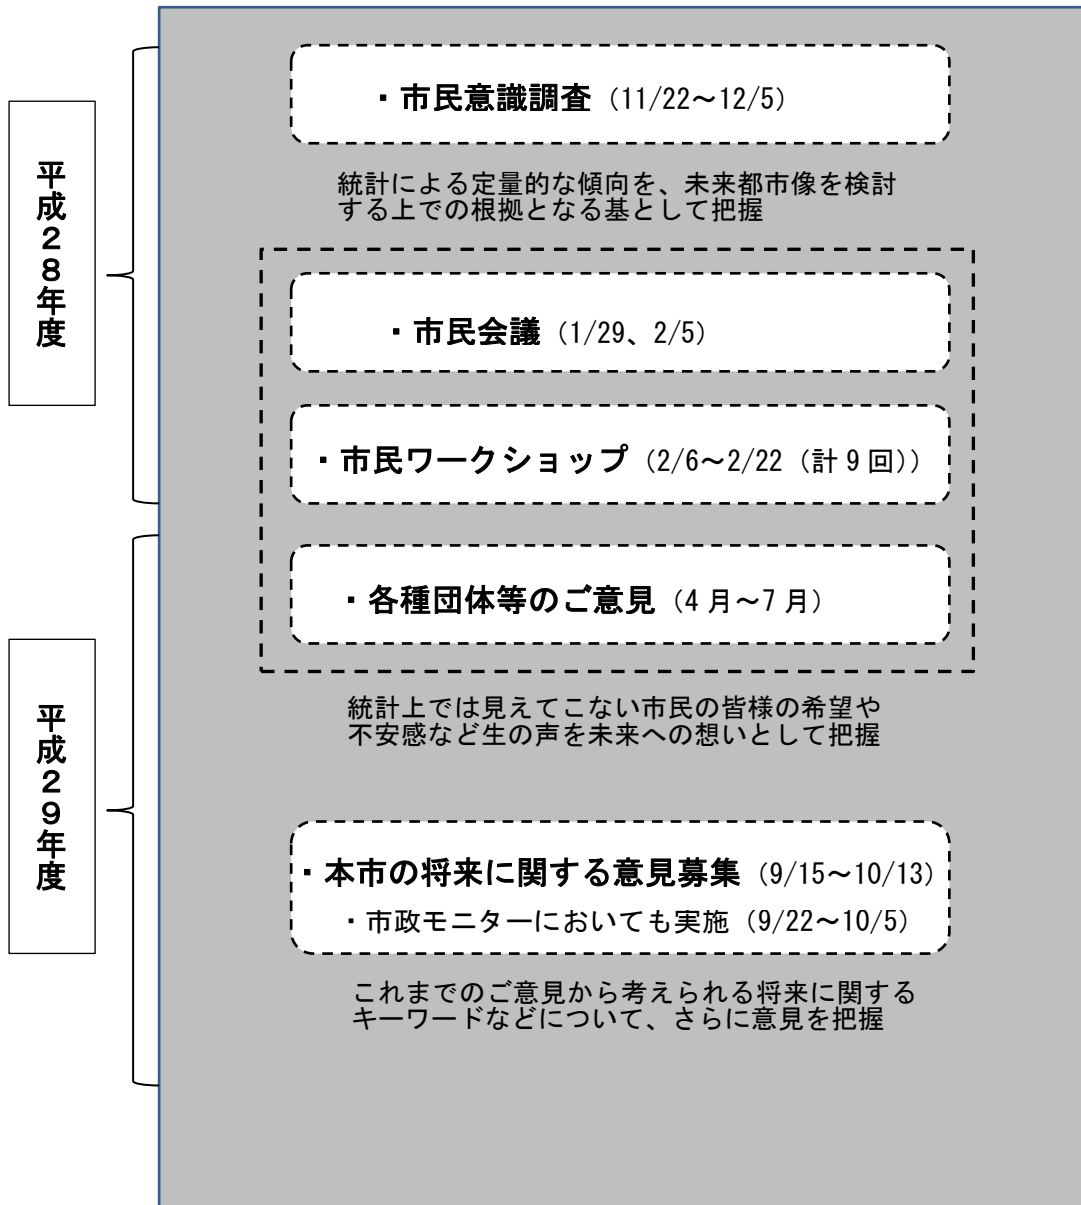 平成28年度
・市民意識調査（11/22～12/5）
統計による定量的な傾向を、未来都市像を検討
する上での根拠となる基として把握
・市民会議（1/29、2/5）
・市民ワークショップ（2/6～2/22（計9回））
平成29年度
・各種団体等のご意見（4月～7月）
統計上では見えてこない市民の皆様の希望や
不安感など生の声を未来への想いとして把握
・本市の将来に関する意見募集（9/15～10/13）
・市政モニターにおいても実施（9/22～10/5）
これまでのご意見から考えられる将来に関する
キーワードなどについて、さらに意見を把握